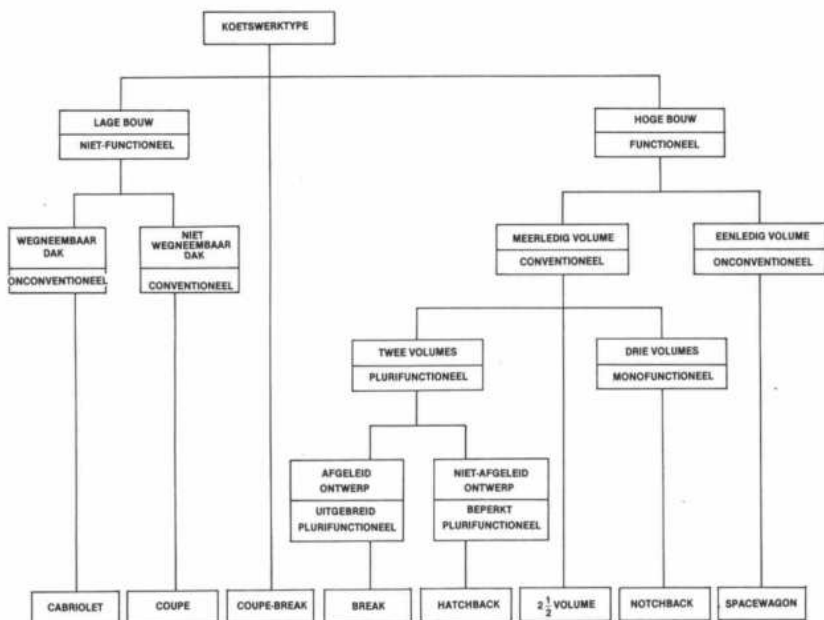 KOETSWERKTYPE
LAGE BOUW
NIET-FUNCTIONEEL
HOGE BOUW
FUNCTIONEEL
WEGNEEMBAAR
DAK
ONCONVENTIONEEL
NIET
WEGNEEMBAAR
DAK
CONVENTIONEEL
MEERLEDIG VOLUME
CONVENTIONEEL
EENLEDIG VOLUME
ONCONVENTIONEEL
TWEE VOLUMES
PLURIFUNCTIONEEL
DRIE VOLUMES
MONOFUNCTIONEEL
AFGELEID
ONTWERP
UITGEBREID
PLURIFUNCTIONEEL
NIET-AFGELEID
ONTWERP
BEPERKT
PLURIFUNCTIONEEL
CABRIOLET
COUPE
COUPE-BREAK
BREAK
HATCHBACK
2 1/2 VOLUME
NOTCHBACK
SPACEWAGON